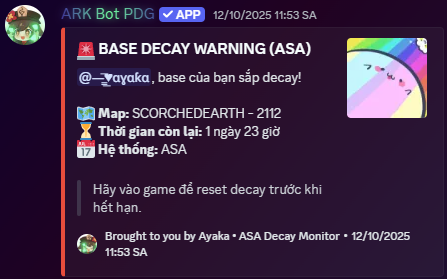 ARK Bot PDG ✓ APP 12/10/2025 11:53 SA
🚨 BASE DECAY WARNING (ASA)
, base của bạn sắp decay!
🗺️ Map: SCORCHEDEARTH - 2112
⏳ Thời gian còn lại: 1 ngày 23 giờ
📅 Hệ thống: ASA
Hãy vào game để reset decay trước khi
hết hạn.
Brought to you by Ayaka • ASA Decay Monitor • 12/10/2025
11:53 SA